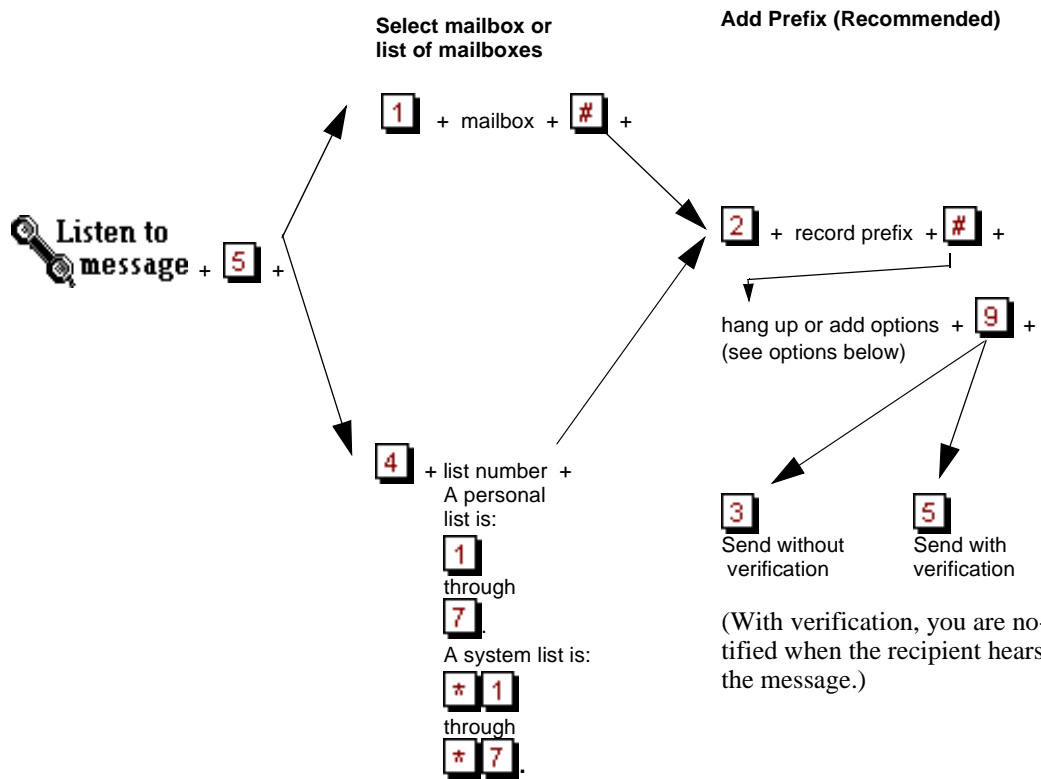 Select mailbox or
list of mailboxes
Add Prefix (Recommended)
1 + mailbox + # +
Listen to
message + 5 +
2 + record prefix + # +
hang up or add options + 9 +
(see options below)
4 + list number +
A personal
list is:
1
through
7.
A system list is:
* 1
through
* 7.
3
Send without
verification
5
Send with
verification
(With verification, you are no-
tified when the recipient hears
the message.)